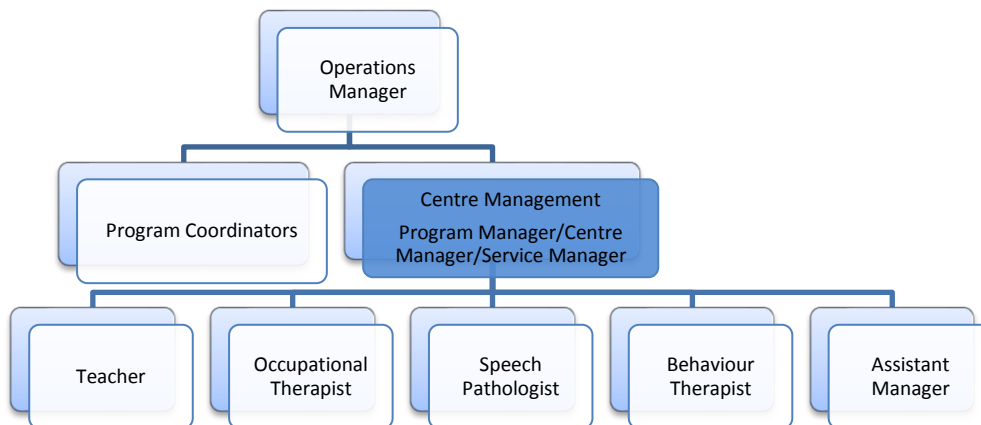 Operations
Manager
Program Coordinators
Centre Management
Program Manager/Centre
Manager/Service Manager
Teacher
Occupational
Therapist
Speech
Pathologist
Behaviour
Therapist
Assistant
Manager